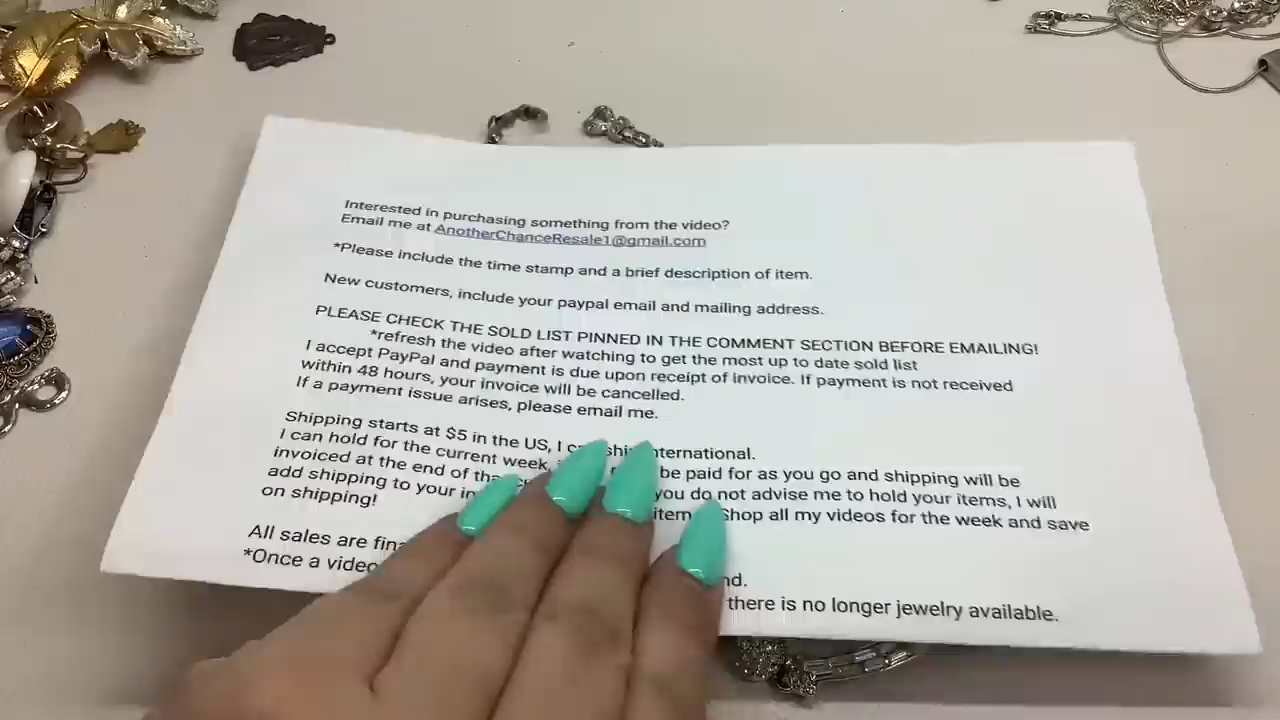 Interested in purchasing something from the video?
Email me at AnotherChanceResale1@gmail.com
*Please include the time stamp and a brief description of item.
New customers, include your paypal email and mailing address.
PLEASE CHECK THE SOLD LIST PINNED IN THE COMMENT SECTION BEFORE EMAILING!
*refresh the video after watching to get the most up to date sold list
I accept PayPal and payment is due upon receipt of invoice. If payment is not received
within 48 hours, your invoice will be cancelled.
If a payment issue arises, please email me.
Shipping starts at $5 in the US, I international.
I can hold for the current week, be paid for as you go and shipping will be
invoiced at the end of you do not advise me to hold your items, I will
add shipping to your Shop all my videos for the week and save
on shipping!
All sales are
*Once a there is no longer jewelry available.